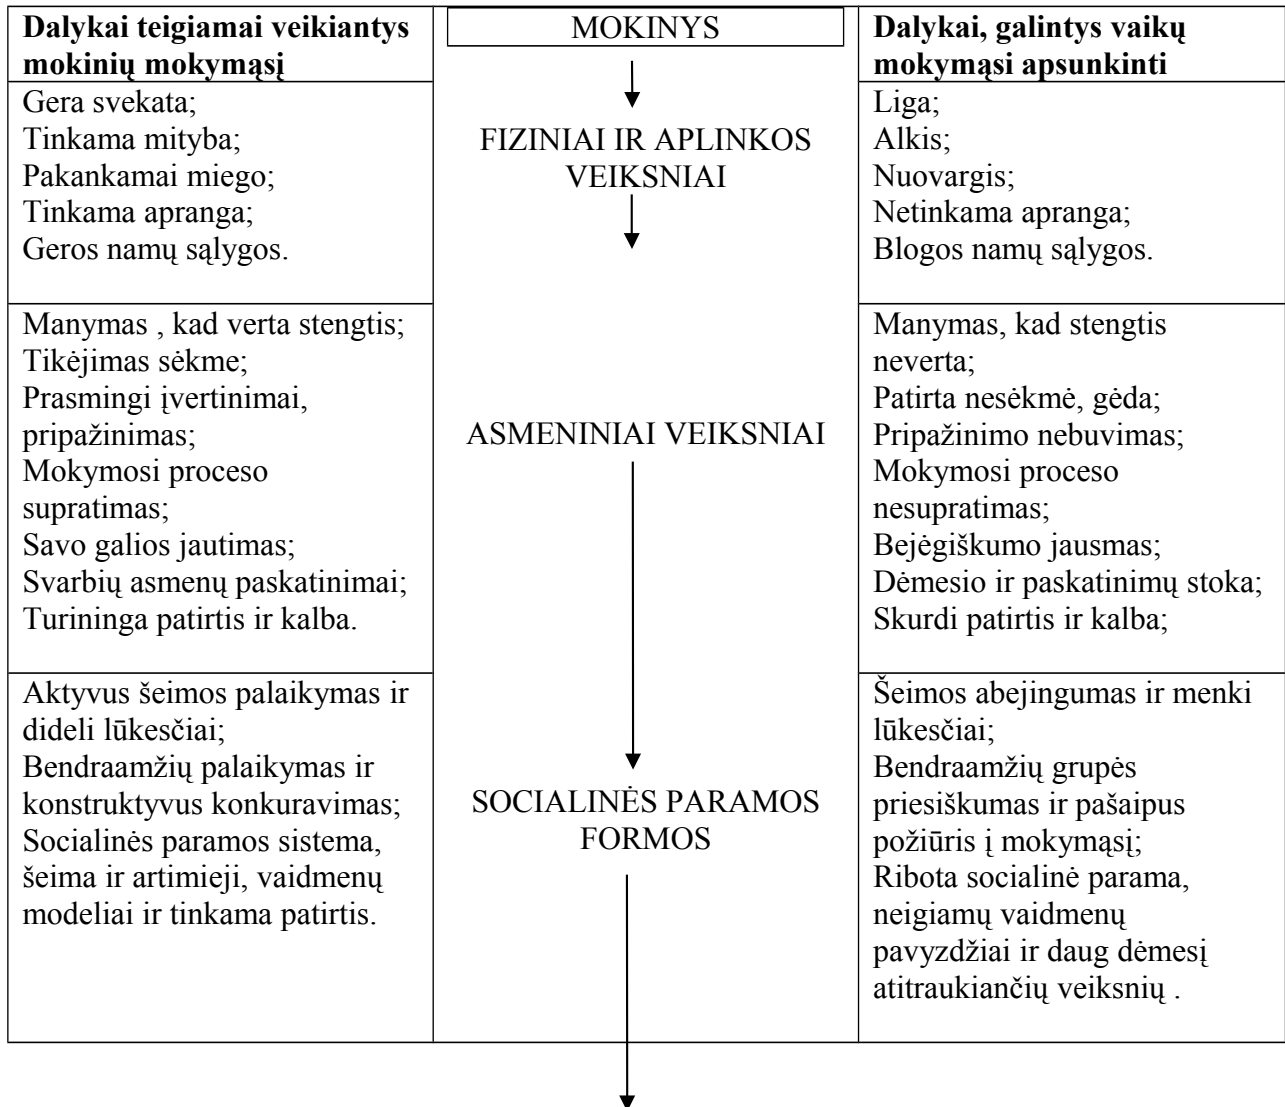 Dalykai teigiamai veikiantys
mokinių mokymąsį
MOKINYS
Dalykai, galintys vaikų
mokymąsi apsunkinti
Gera svekata;
Tinkama mityba;
Pakankamai miego;
Tinkama apranga;
Geros namų sąlygos.
FIZINIAI IR APLINKOS
VEIKSNIAI
Liga;
Alkis;
Nuovargis;
Netinkama apranga;
Blogos namų sąlygos.
Manymas , kad verta stengtis;
Tikėjimas sėkme;
Prasmingi įvertinimai,
pripažinimas;
Mokymosi proceso
supratimas;
Savo galios jautimas;
Svarbių asmenų paskatinimai;
Turininga patirtis ir kalba.
ASMENINIAI VEIKSNIAI
Manymas, kad stengtis
neverta;
Patirta nesėkmė, gėda;
Pripažinimo nebuvimas;
Mokymosi proceso
nesupratimas;
Bejėgiškumo jausmas;
Dėmesio ir paskatinimų stoka;
Skurdi patirtis ir kalba;
Aktyvus šeimos palaikymas ir
dideli lūkesčiai;
Bendraamžių palaikymas ir
konstruktyvus konkuravimas;
Socialinės paramos sistema,
šeima ir artimieji, vaidmenų
modeliai ir tinkama patirtis.
SOCIALINĖS PARAMOS
FORMOS
Šeimos abejingumas ir menki
lūkesčiai;
Bendraamžių grupės
priesiškumas ir pašaipus
požiūris į mokymąsį;
Ribota socialinė parama,
neigiamų vaidmenų
pavyzdžiai ir daug dėmesį
atitraukiančių veiksnių .